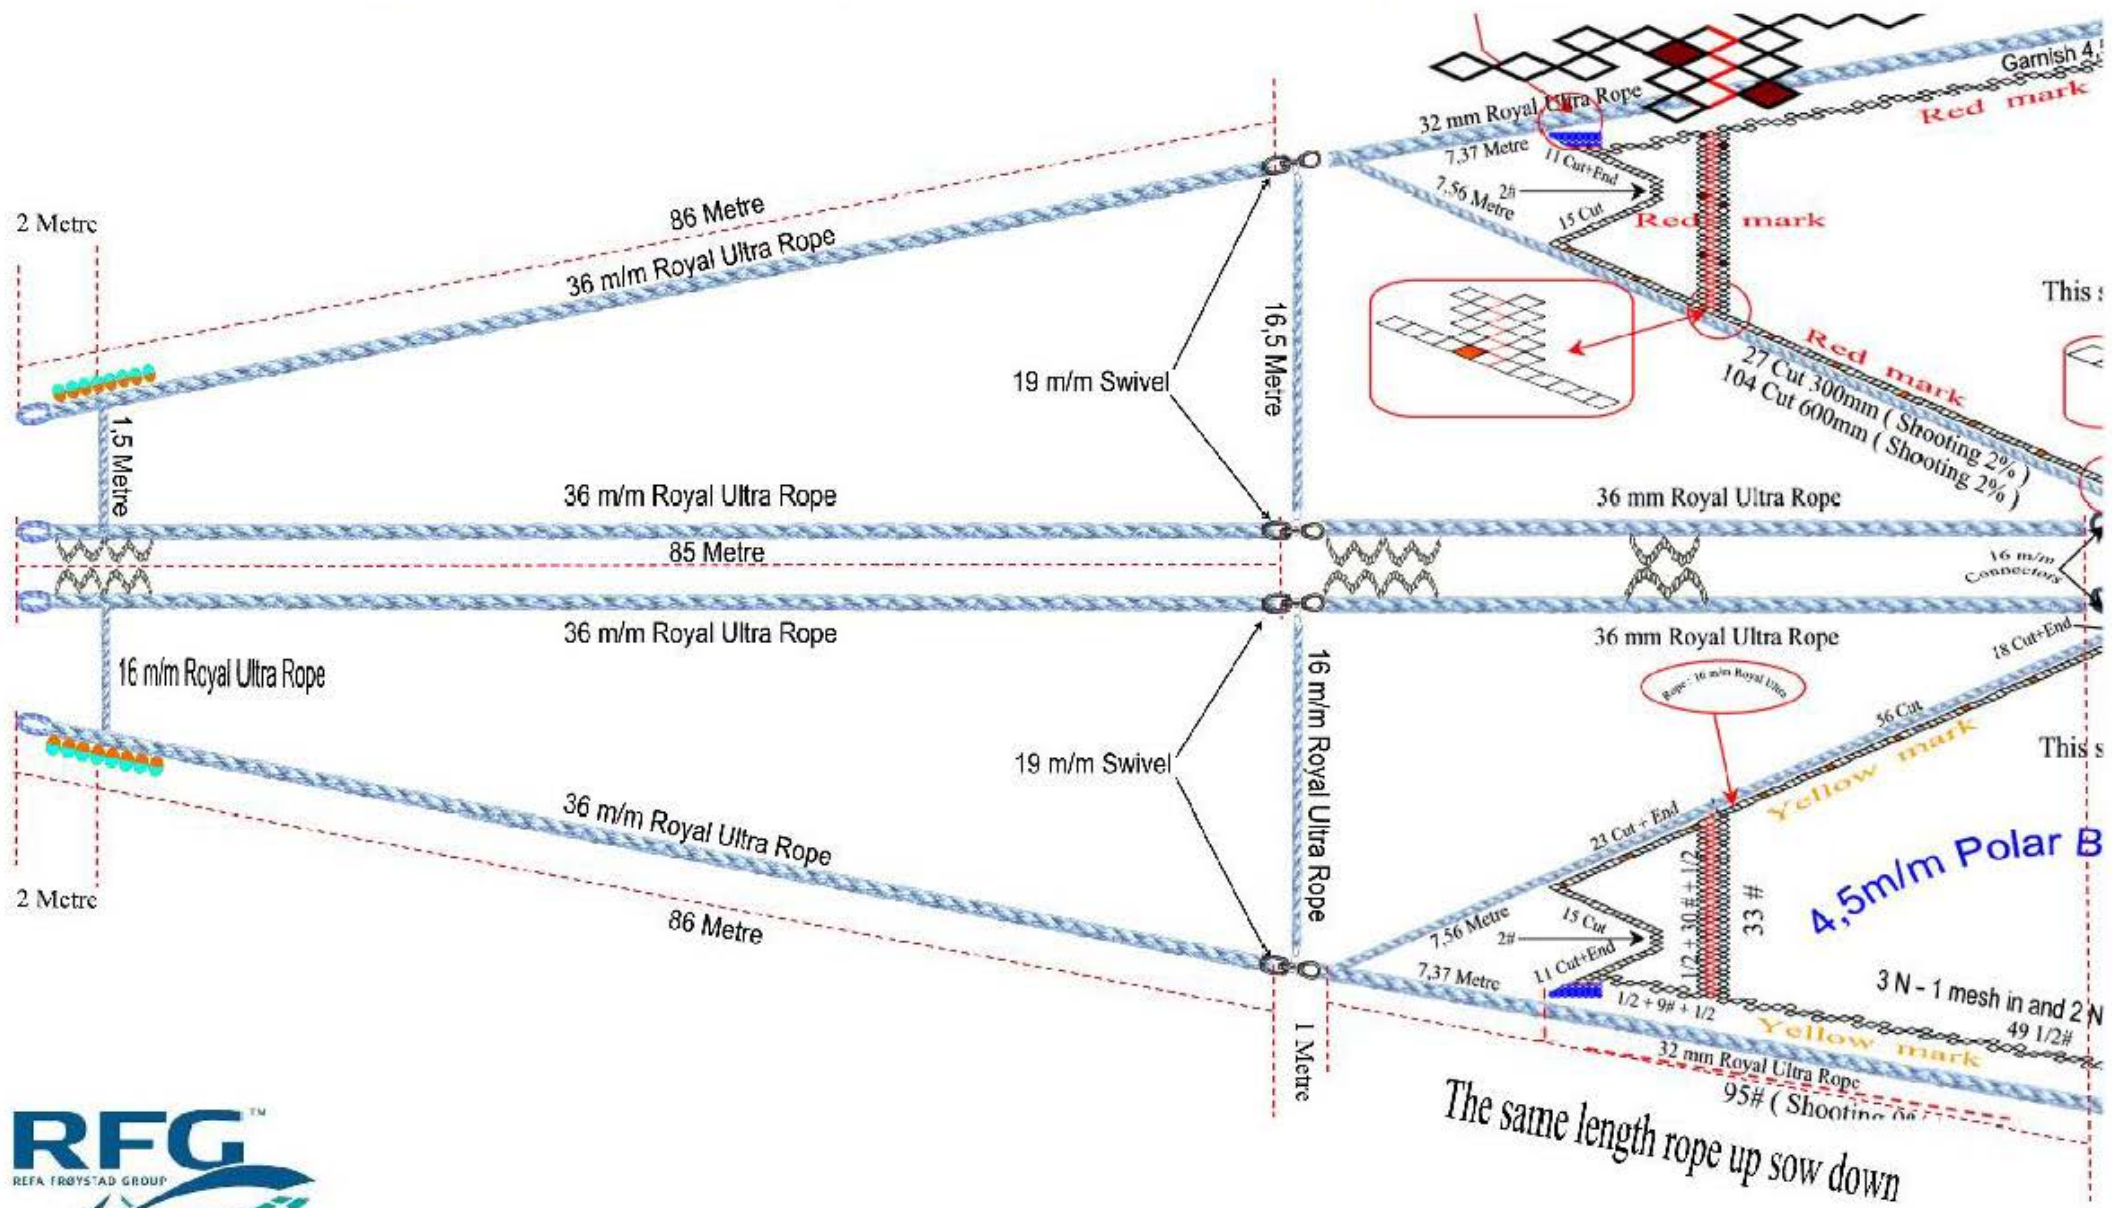 Garnish 4,
32 mm Royal Ultra Rope
Red mark
7,37 Metre
11 Cut+End
2#
7,56 Metre
15 Cut
Red mark
86 Metre
2 Metre
36 m/m Royal Ultra Rope
This s
16,5 Metre
19 m/m Swivel
Red mark
27 Cut 300mm ( Shooting 2% )
104 Cut 600mm ( Shooting 2% )
1,5 Metre
36 m/m Royal Ultra Rope
36 mm Royal Ultra Rope
85 Metre
16 m/m
Connectors
36 m/m Royal Ultra Rope
36 mm Royal Ultra Rope
18 Cut+End
16 m/m Royal Ultra Rope
16 m/m Royal Ultra Rope
Rope : 16 m/m Royal Ultra
56 Cut
Yellow mark
This s
19 m/m Swivel
36 m/m Royal Ultra Rope
23 Cut + End
4,5m/m Polar B
1/2 + 30 # + 1/2
33 #
2 Metre
86 Metre
7,56 Metre
15 Cut
2#
11 Cut+End
7,37 Metre
1/2 + 9# + 1/2
3 N - 1 mesh in and 2 N
49 1/2#
Yellow mark
1 Metre
32 mm Royal Ultra Rope
95# ( Shooting
The same length rope up sow down
RFG™
REFA FRØYSTAD GROUP